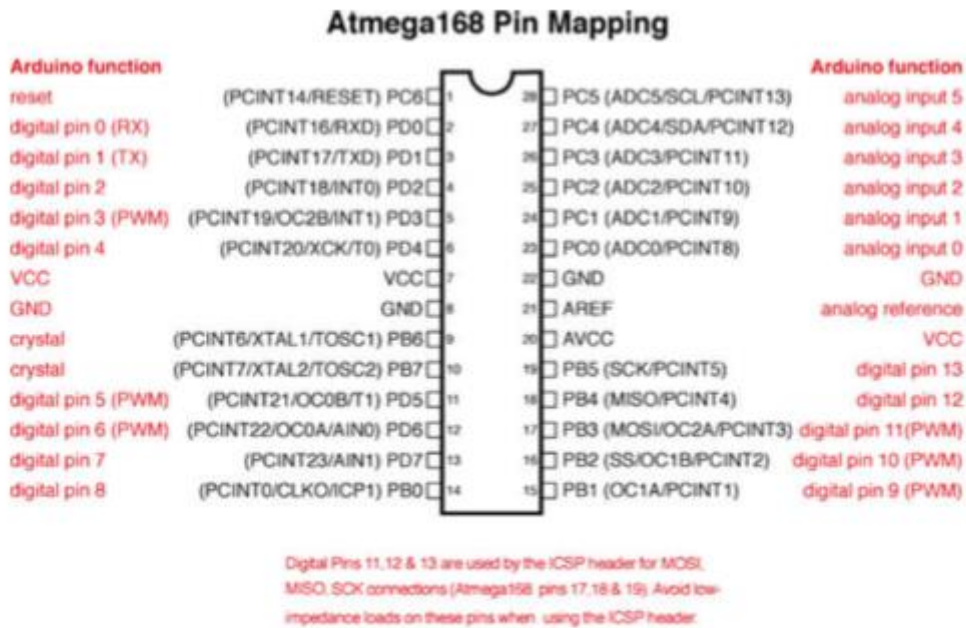 Atmega168 Pin Mapping
Arduino function Arduino function
reset (PCINT14/RESET) PC6 1 28 PC5 (ADC5/SCL/PCINT13) analog input 5
digital pin 0 (RX) (PCINT16/RXD) PD0 2 27 PC4 (ADC4/SDA/PCINT12) analog input 4
digital pin 1 (TX) (PCINT17/TXD) PD1 3 26 PC3 (ADC3/PCINT11) analog input 3
digital pin 2 (PCINT18/INT0) PD2 4 25 PC2 (ADC2/PCINT10) analog input 2
digital pin 3 (PWM) (PCINT19/OC2B/INT1) PD3 5 24 PC1 (ADC1/PCINT9) analog input 1
digital pin 4 (PCINT20/XCK/T0) PD4 6 23 PC0 (ADC0/PCINT8) analog input 0
VCC VCC 7 22 GND GND
GND GND 8 21 AREF analog reference
crystal (PCINT6/XTAL1/TOSC1) PB6 9 20 AVCC VCC
crystal (PCINT7/XTAL2/TOSC2) PB7 10 19 PB5 (SCK/PCINT5) digital pin 13
digital pin 5 (PWM) (PCINT21/OC0B/T1) PD5 11 18 PB4 (MISO/PCINT4) digital pin 12
digital pin 6 (PWM) (PCINT22/OC0A/AIN0) PD6 12 17 PB3 (MOSI/OC2A/PCINT3) digital pin 11(PWM)
digital pin 7 (PCINT23/AIN1) PD7 13 16 PB2 (SS/OC1B/PCINT2) digital pin 10 (PWM)
digital pin 8 (PCINT0/CLKO/ICP1) PB0 14 15 PB1 (OC1A/PCINT1) digital pin 9 (PWM)
Digital Pins 11,12 & 13 are used by the ICSP header for MOSI,
MISO, SCK connections (Atmega168 pins 17,18 & 19). Avoid low-
impedance loads on these pins when using the ICSP header.